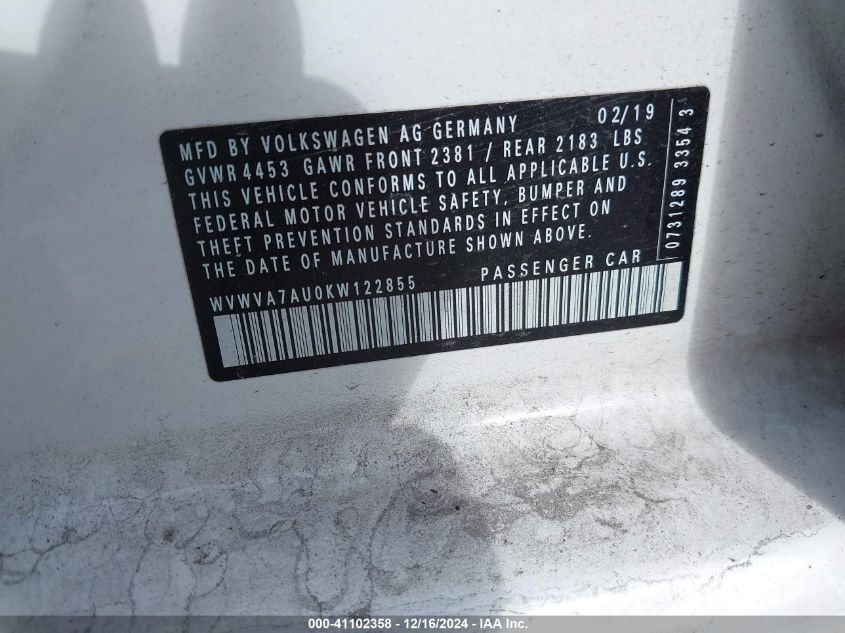 MFD BY VOLKSWAGEN AG GERMANY 02/19
GVWR 4453 GAWR FRONT 2381 / REAR 2183 LBS
THIS VEHICLE CONFORMS TO ALL APPLICABLE U.S.
FEDERAL MOTOR VEHICLE SAFETY, BUMPER AND
THEFT PREVENTION STANDARDS IN EFFECT ON
THE DATE OF MANUFACTURE SHOWN ABOVE.
WVWVA7AU0KW122855 PASSENGER CAR
0731289 3354 3
000-41102358 - 12/16/2024 - IAA Inc.